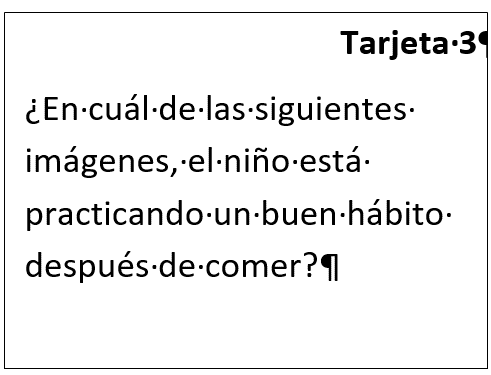 Tarjeta·3¶
¿En·cuál·de·las·siguientes·
imágenes,·el·niño·está·
practicando·un·buen·hábito·
después·de·comer?¶